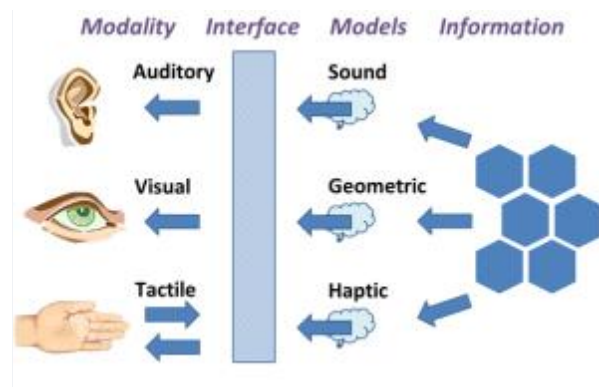 Modality Interface Models Information
Auditory Sound
Visual Geometric
Tactile Haptic